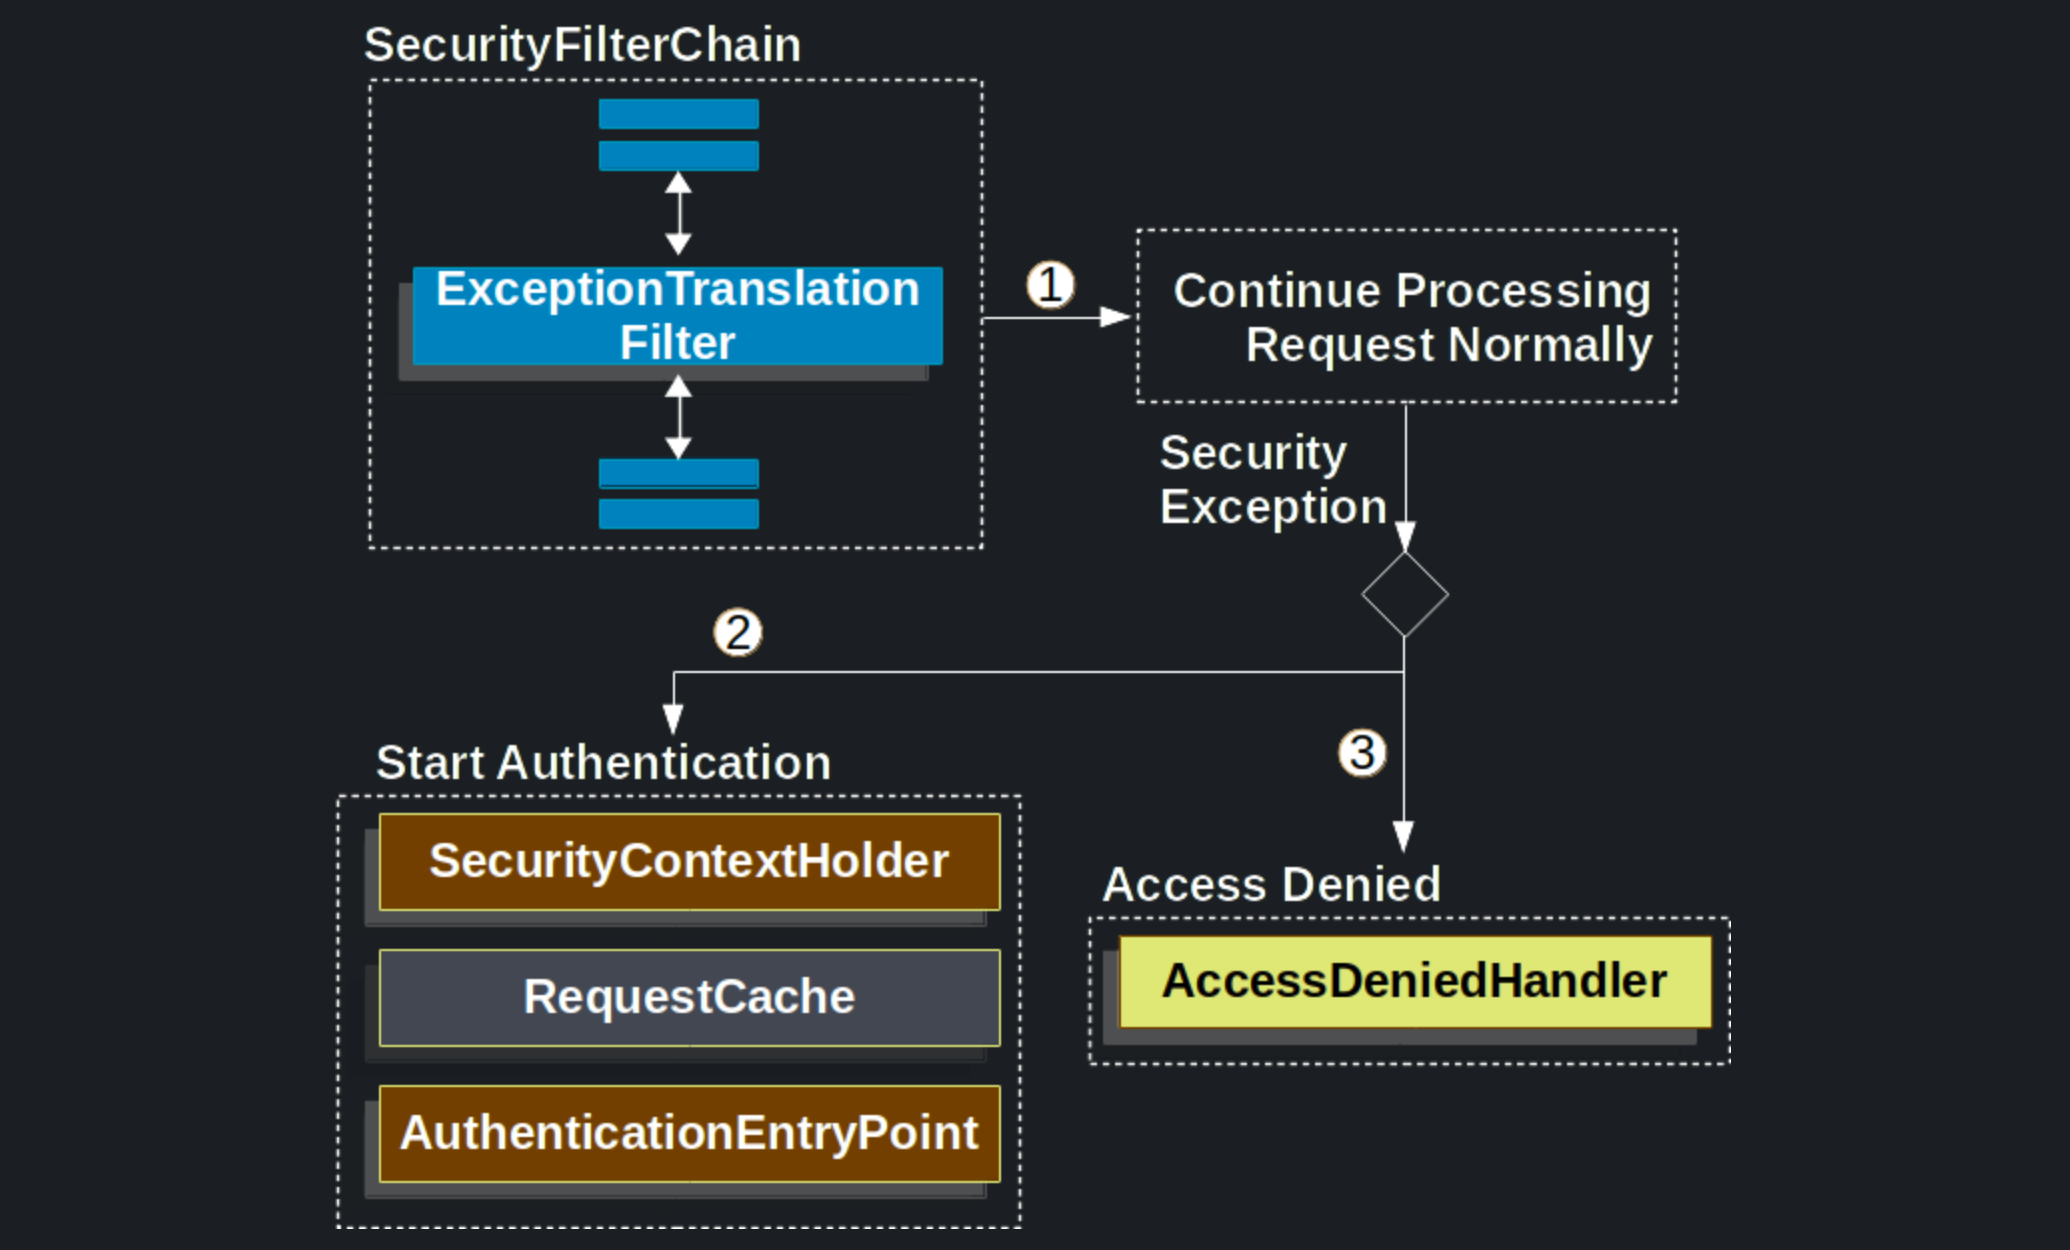 SecurityFilterChain
ExceptionTranslation
Filter
1
Continue Processing
Request Normally
Security
Exception
2
3
Start Authentication
SecurityContextHolder
RequestCache
AuthenticationEntryPoint
Access Denied
AccessDeniedHandler